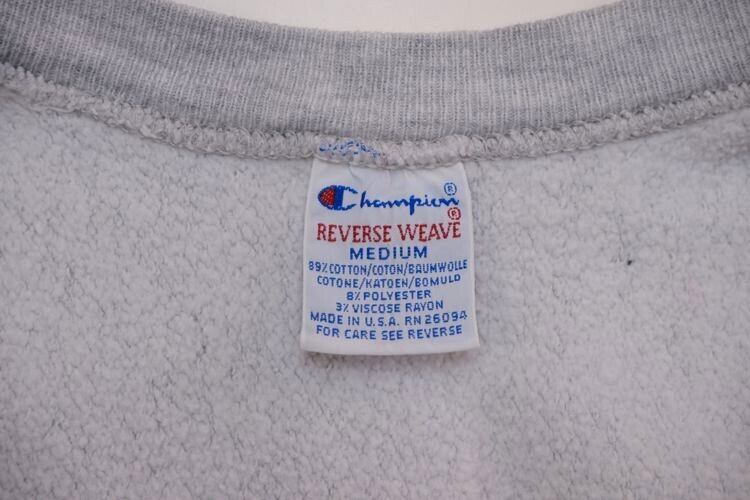 Champion®
REVERSE WEAVE®
MEDIUM
89% COTTON/COTON/BAUMWOLLE
COTONE/KATOEN/BOMULD
8% POLYESTER
3% VISCOSE RAYON
MADE IN U.S.A. RN 26094
FOR CARE SEE REVERSE